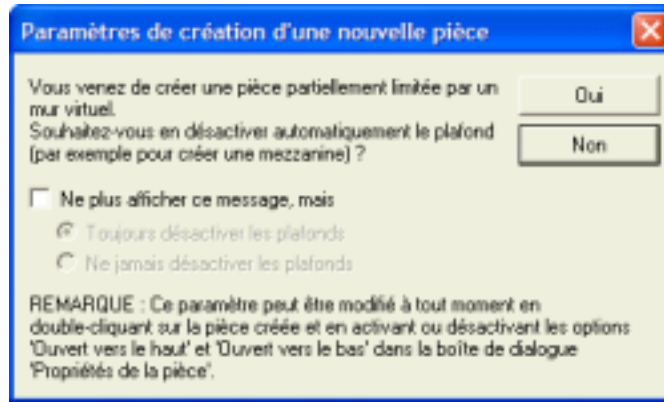 Paramètres de création d'une nouvelle pièce
Vous venez de créer une pièce partiellement limitée par un
mur virtuel.
Souhaitez-vous en désactiver automatiquement le plafond
(par exemple pour créer une mezzanine) ?
Oui
Non
Ne plus afficher ce message, mais
Toujours désactiver les plafonds
Ne jamais désactiver les plafonds
REMARQUE : Ce paramètre peut être modifié à tout moment en
double-cliquant sur la pièce créée et en activant ou désactivant les options
'Ouvert vers le haut' et 'Ouvert vers le bas' dans la boîte de dialogue
'Propriétés de la pièce'.